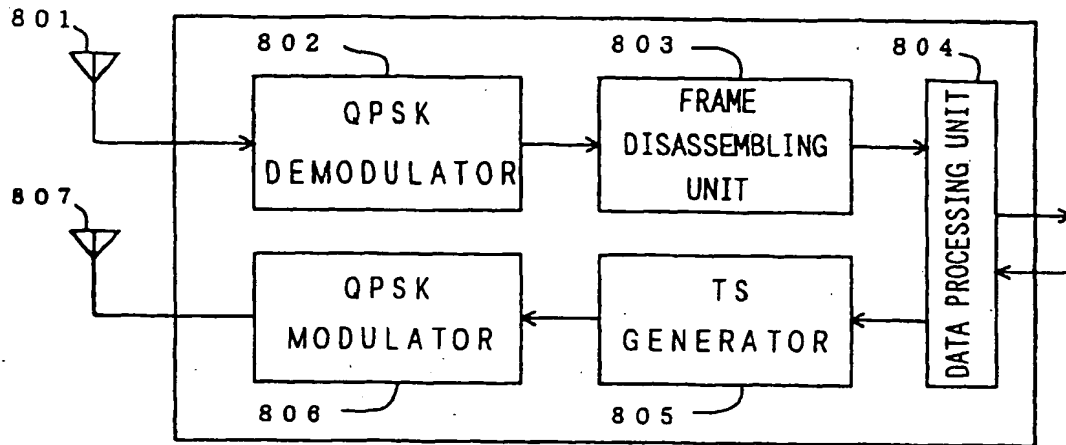 801
802
803
804
QPSK
DEMODULATOR
FRAME
DISASSEMBLING
UNIT
DATA PROCESSING UNIT
807
QPSK
MODULATOR
TS
GENERATOR
806
805